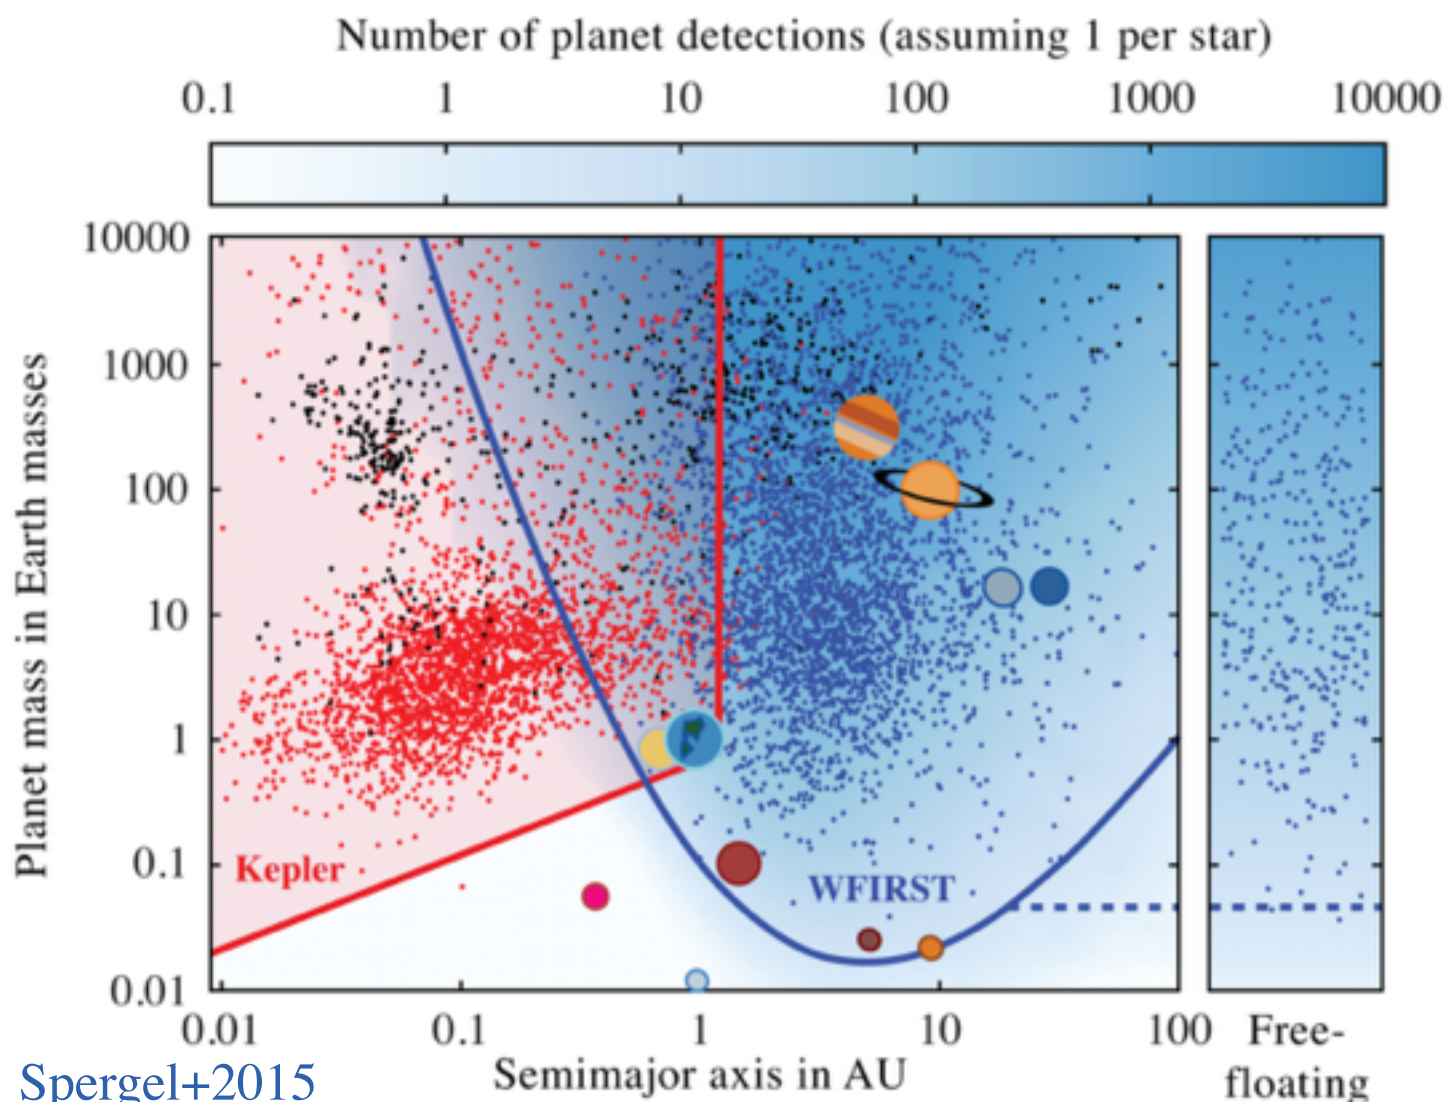 Number of planet detections (assuming 1 per star)
0.1 1 10 100 1000 10000
10000
1000
100
10
1
0.1
0.01
Planet mass in Earth masses
Kepler
WFIRST
0.01 0.1 1 10 100 Free-
Semimajor axis in AU
floating
Spergel+2015